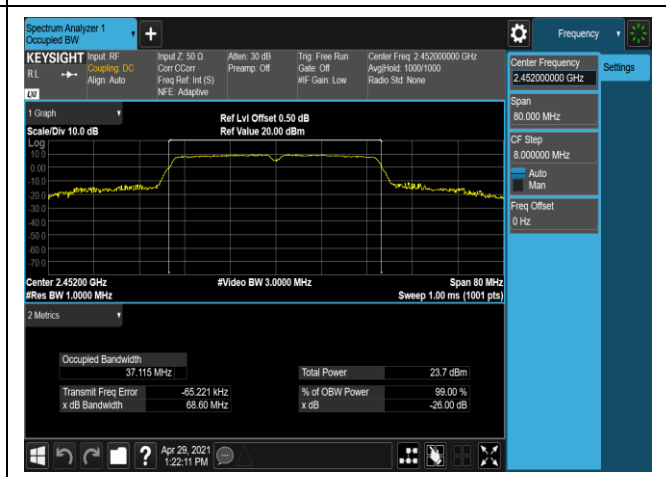 Spectrum Analyzer 1
Occupied BW
+
Frequency
KEYSIGHT Input: RF Input Z: 50 Ω Atten: 30 dB Trig: Free Run Center Freq: 2.452000000 GHz
RL Coupling: DC Corr CCorr Preamp: Off Gate: Off Avg|Hold: 1000/1000
Align: Auto Freq Ref: Int (S) #IF Gain: Low Radio Std: None
LXI NFE: Adaptive
Center Frequency
2.452000000 GHz
Settings
Span
80.000 MHz
CF Step
8.000000 MHz
Auto
Man
Freq Offset
0 Hz
1 Graph
Ref Lvl Offset 0.50 dB
Scale/Div 10.0 dB Ref Value 20.00 dBm
Log
10.0
0.00
-10.0
-20.0
-30.0
-40.0
-50.0
-60.0
-70.0
Center 2.45200 GHz #Video BW 3.0000 MHz Span 80 MHz
#Res BW 1.0000 MHz Sweep 1.00 ms (1001 pts)
2 Metrics
Occupied Bandwidth
37.115 MHz Total Power 23.7 dBm
Transmit Freq Error -65.221 kHz % of OBW Power 99.00 %
x dB Bandwidth 68.60 MHz x dB -26.00 dB
? Apr 29, 2021
1:22:11 PM